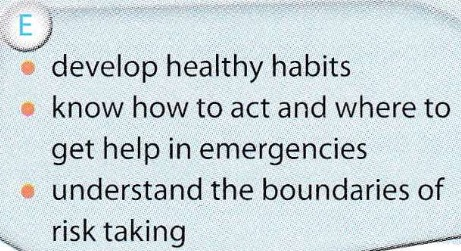 E
• develop healthy habits
• know how to act and where to
get help in emergencies
• understand the boundaries of
risk taking